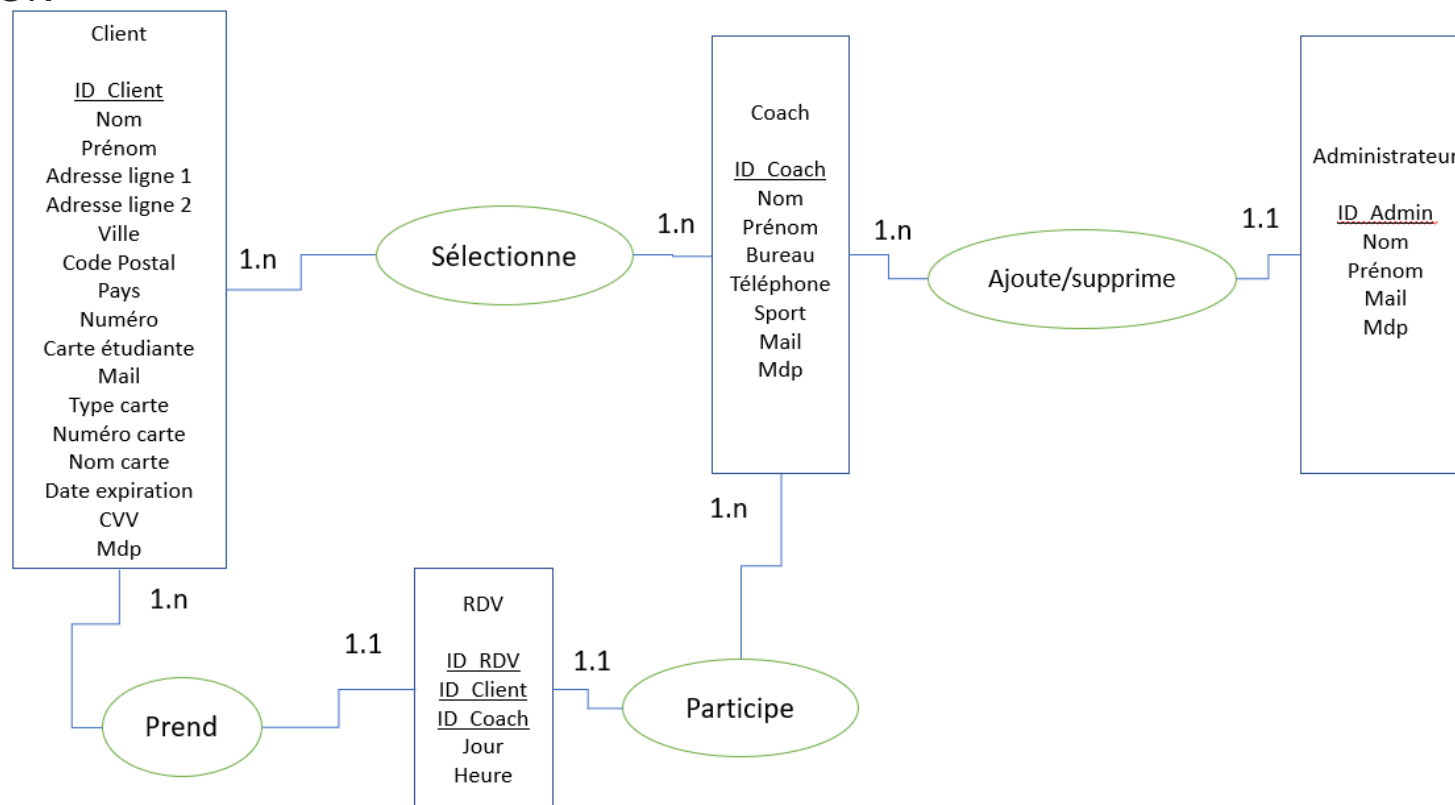 Client
ID_Client
Nom
Prénom
Adresse ligne 1
Adresse ligne 2
Ville
Code Postal
Pays
Numéro
Carte étudiante
Mail
Type carte
Numéro carte
Nom carte
Date expiration
CVV
Mdp
1.n
Sélectionne
1.n
Coach
ID_Coach
Nom
Prénom
Bureau
Téléphone
Sport
Mail
Mdp
1.n
Ajoute/supprime
1.1
Administrateur
ID_Admin
Nom
Prénom
Mail
Mdp
1.n
Prend
1.1
RDV
ID_RDV
ID_Client
ID_Coach
Jour
Heure
1.1
Participe
1.n